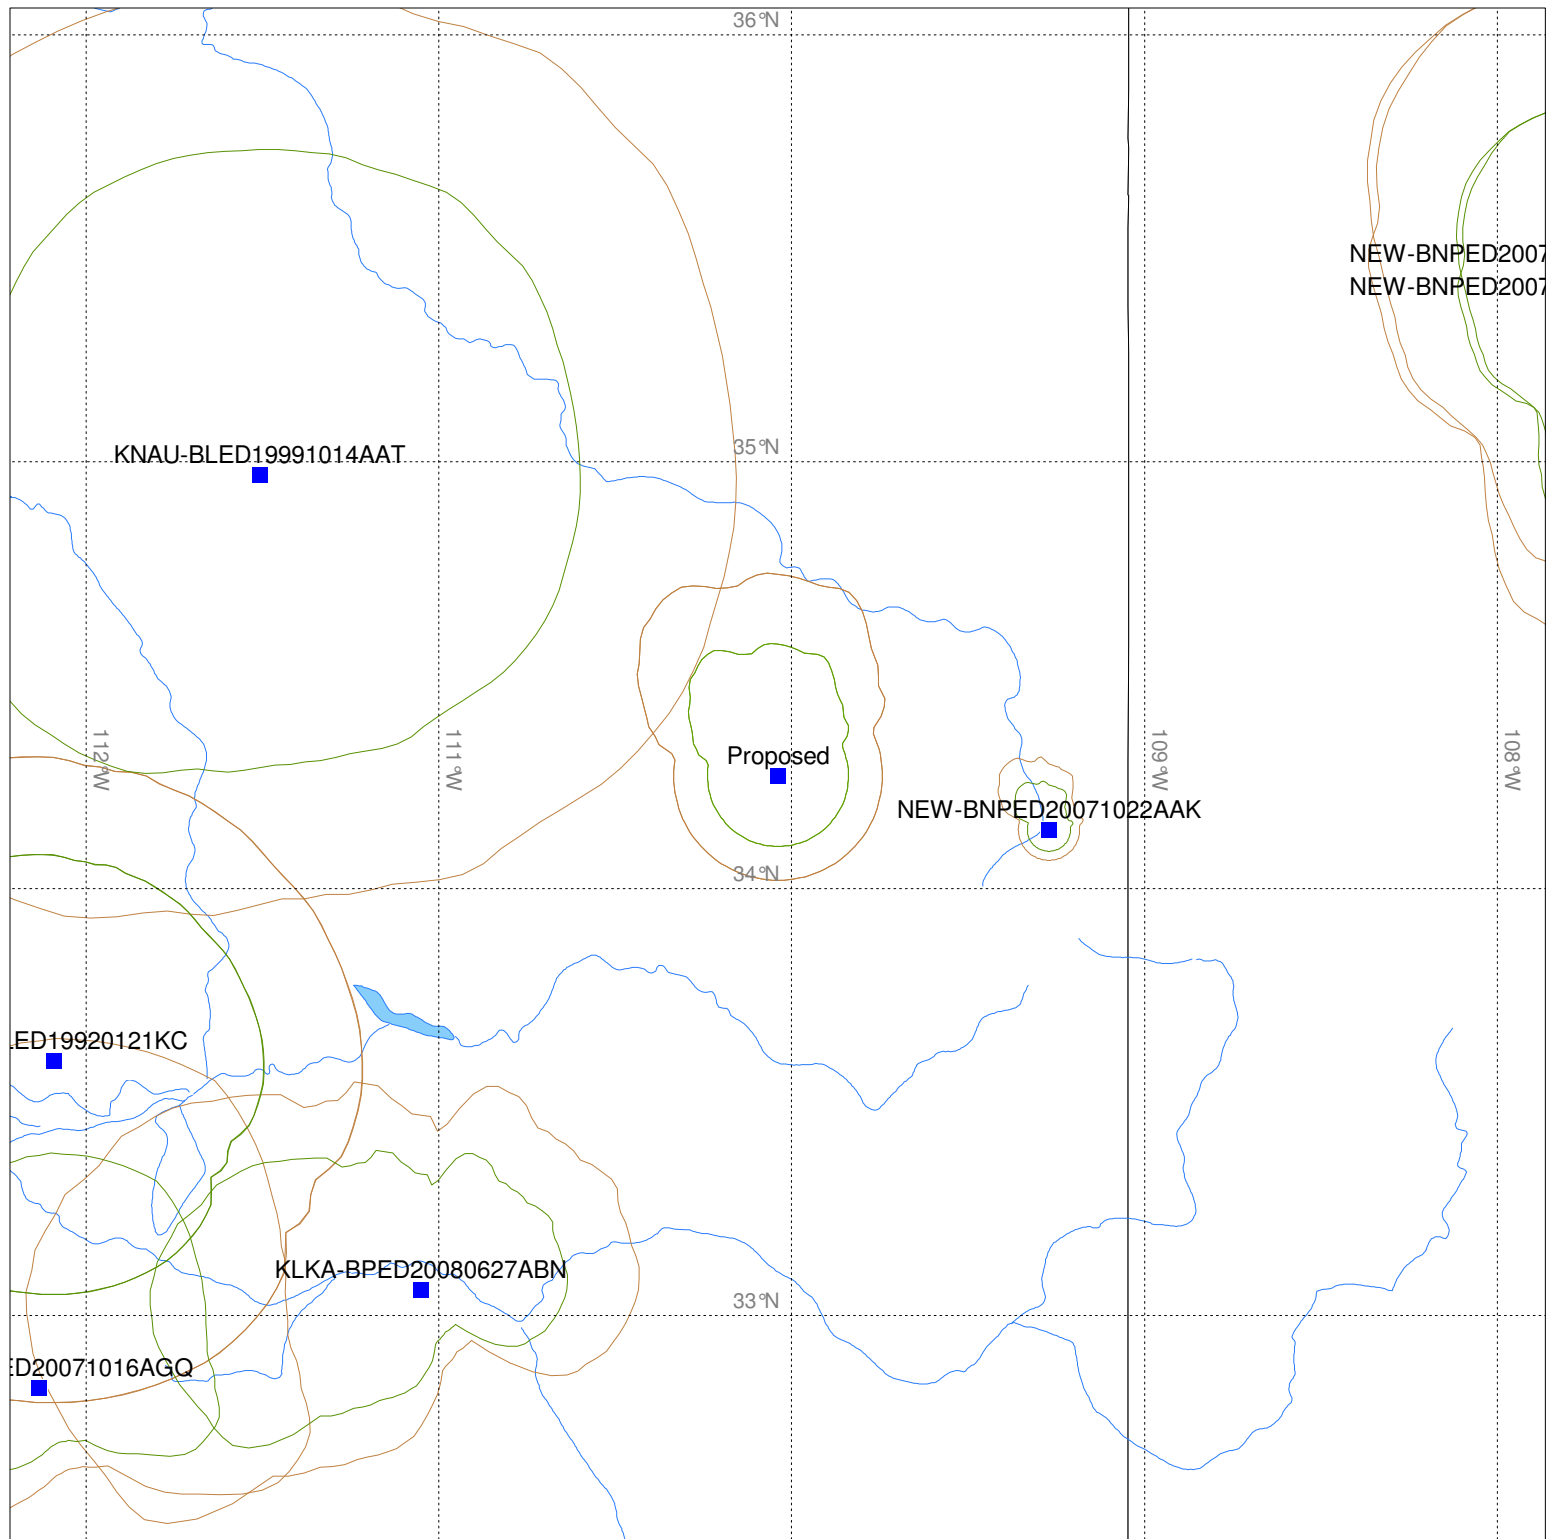 36°N
NEW-BNPED2007
NEW-BNPED2007
35°N
KNAU-BLED19991014AAT
112°W
111°W
109°W
108°W
Proposed
NEW-BNPED20071022AAK
34°N
LED19920121KC
KLKA-BPED20080627ABN
33°N
ED20071016AGQ